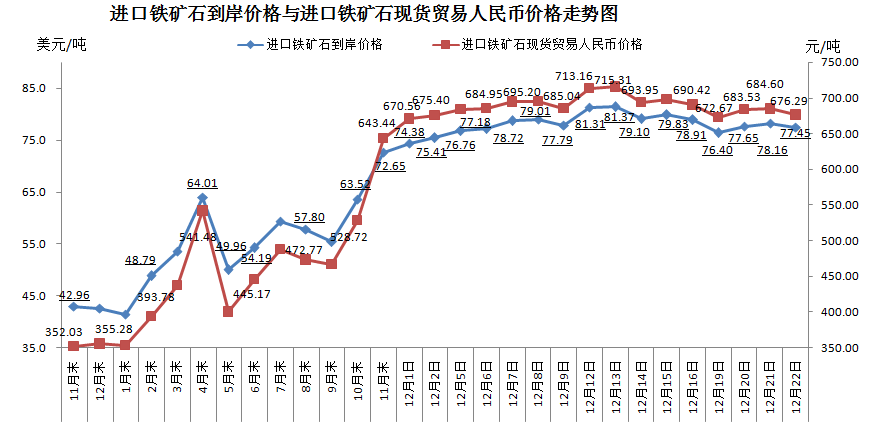 进口铁矿石到岸价格与进口铁矿石现货贸易人民币价格走势图
美元/吨
进口铁矿石到岸价格
进口铁矿石现货贸易人民币价格
元/吨
85.0
75.0
65.0
55.0
45.0
35.0
750.00
700.00
650.00
600.00
550.00
500.00
450.00
400.00
350.00
352.03
355.28
393.78
541.48
445.17
472.77
528.72
643.44
670.56
675.40
684.95
695.20
685.04
713.16
715.31
693.95
690.42
672.67
683.53
684.60
676.29
42.96
48.79
64.01
49.96
54.19
57.80
63.52
72.65
74.38
75.41
76.76
77.18
78.72
79.01
77.79
81.31
81.37
79.10
79.83
78.91
76.40
77.65
78.16
77.45
11月末
12月末
1月末
2月末
3月末
4月末
5月末
6月末
7月末
8月末
9月末
10月末
11月末
12月1日
12月2日
12月5日
12月6日
12月7日
12月8日
12月9日
12月12日
12月13日
12月14日
12月15日
12月16日
12月19日
12月20日
12月21日
12月22日